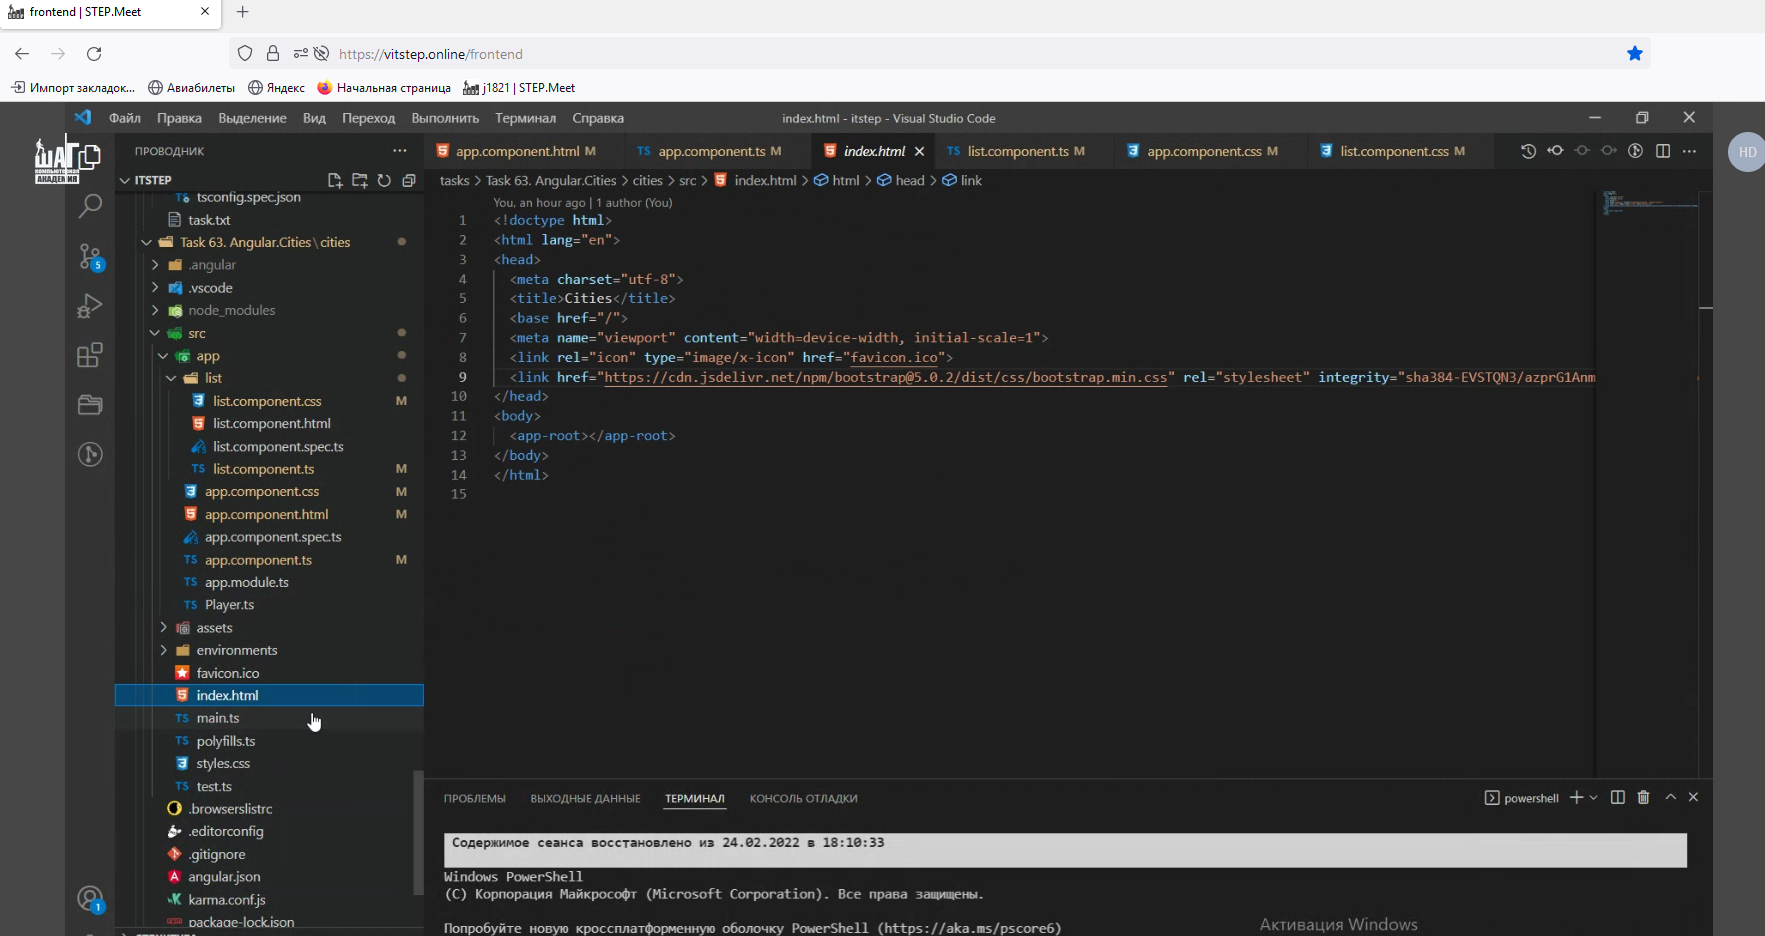 frontend | STEP.Meet
https://vitstep.online/frontend
Импорт закладок... Авиабилеты Яндекс Начальная страница j1821 | STEP.Meet
Файл Правка Выделение Вид Переход Выполнить Терминал Справка index.html - itstep - Visual Studio Code
ШАГ
КОМПЬЮТЕРНАЯ
АКАДЕМИЯ
HD
ПРОВОДНИК
ITSTEP
tsconfig.spec.json
task.txt
Task 63. Angular.Cities\cities
.angular
.vscode
node_modules
src
app
list
list.component.css M
list.component.html
list.component.spec.ts
list.component.ts M
app.component.css M
app.component.html M
app.component.spec.ts
app.component.ts M
app.module.ts
Player.ts
assets
environments
favicon.ico
index.html
main.ts
polyfills.ts
styles.css
test.ts
.browserslistrc
.editorconfig
.gitignore
angular.json
karma.conf.js
package-lock.json
5
1
app.component.html M app.component.ts M index.html list.component.ts M app.component.css M list.component.css M
tasks > Task 63. Angular.Cities > cities > src > index.html > html > head > link
You, an hour ago | 1 author (You)
1 <!doctype html>
2 <html lang="en">
3 <head>
4 <meta charset="utf-8">
5 <title>Cities</title>
6 <base href="/">
7 <meta name="viewport" content="width=device-width, initial-scale=1">
8 <link rel="icon" type="image/x-icon" href="favicon.ico">
9 <link href="https://cdn.jsdelivr.net/npm/bootstrap@5.0.2/dist/css/bootstrap.min.css" rel="stylesheet" integrity="sha384-EVSTQN3/azprG1Anm
10 </head>
11 <body>
12 <app-root></app-root>
13 </body>
14 </html>
15
ПРОБЛЕМЫ ВЫХОДНЫЕ ДАННЫЕ ТЕРМИНАЛ КОНСОЛЬ ОТЛАДКИ powershell
Содержимое сеанса восстановлено из 24.02.2022 в 18:10:33
Windows PowerShell
(C) Корпорация Майкрософт (Microsoft Corporation). Все права защищены.
Попробуйте новую кроссплатформенную оболочку PowerShell (https://aka.ms/pscore6)
Активация Windows